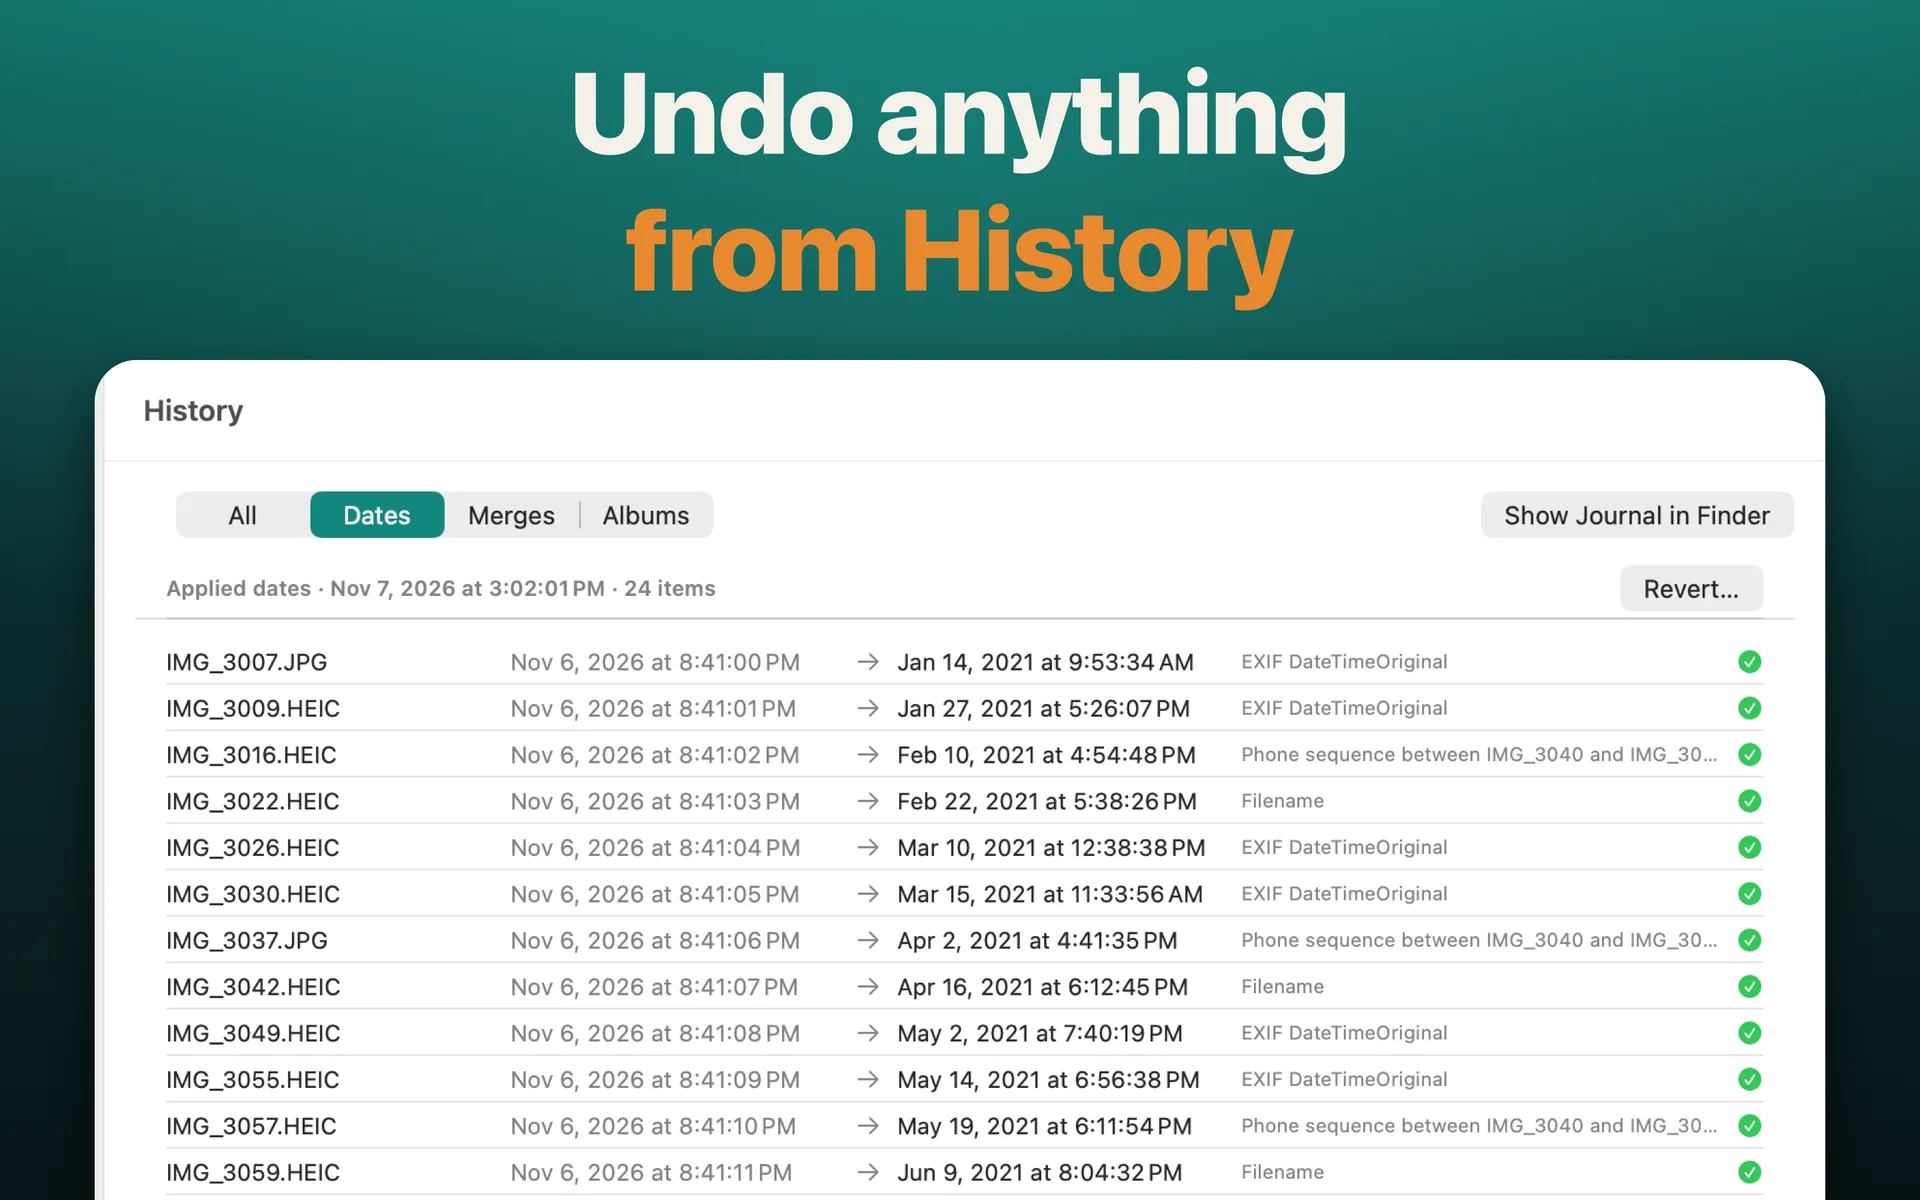 Undo anything
from History
History
All Dates Merges Albums Show Journal in Finder
Applied dates · Nov 7, 2026 at 3:02:01 PM · 24 items Revert...
IMG_3007.JPG Nov 6, 2026 at 8:41:00 PM → Jan 14, 2021 at 9:53:34 AM EXIF DateTimeOriginal
IMG_3009.HEIC Nov 6, 2026 at 8:41:01 PM → Jan 27, 2021 at 5:26:07 PM EXIF DateTimeOriginal
IMG_3016.HEIC Nov 6, 2026 at 8:41:02 PM → Feb 10, 2021 at 4:54:48 PM Phone sequence between IMG_3040 and IMG_30...
IMG_3022.HEIC Nov 6, 2026 at 8:41:03 PM → Feb 22, 2021 at 5:38:26 PM Filename
IMG_3026.HEIC Nov 6, 2026 at 8:41:04 PM → Mar 10, 2021 at 12:38:38 PM EXIF DateTimeOriginal
IMG_3030.HEIC Nov 6, 2026 at 8:41:05 PM → Mar 15, 2021 at 11:33:56 AM EXIF DateTimeOriginal
IMG_3037.JPG Nov 6, 2026 at 8:41:06 PM → Apr 2, 2021 at 4:41:35 PM Phone sequence between IMG_3040 and IMG_30...
IMG_3042.HEIC Nov 6, 2026 at 8:41:07 PM → Apr 16, 2021 at 6:12:45 PM Filename
IMG_3049.HEIC Nov 6, 2026 at 8:41:08 PM → May 2, 2021 at 7:40:19 PM EXIF DateTimeOriginal
IMG_3055.HEIC Nov 6, 2026 at 8:41:09 PM → May 14, 2021 at 6:56:38 PM EXIF DateTimeOriginal
IMG_3057.HEIC Nov 6, 2026 at 8:41:10 PM → May 19, 2021 at 6:11:54 PM Phone sequence between IMG_3040 and IMG_30...
IMG_3059.HEIC Nov 6, 2026 at 8:41:11 PM → Jun 9, 2021 at 8:04:32 PM Filename